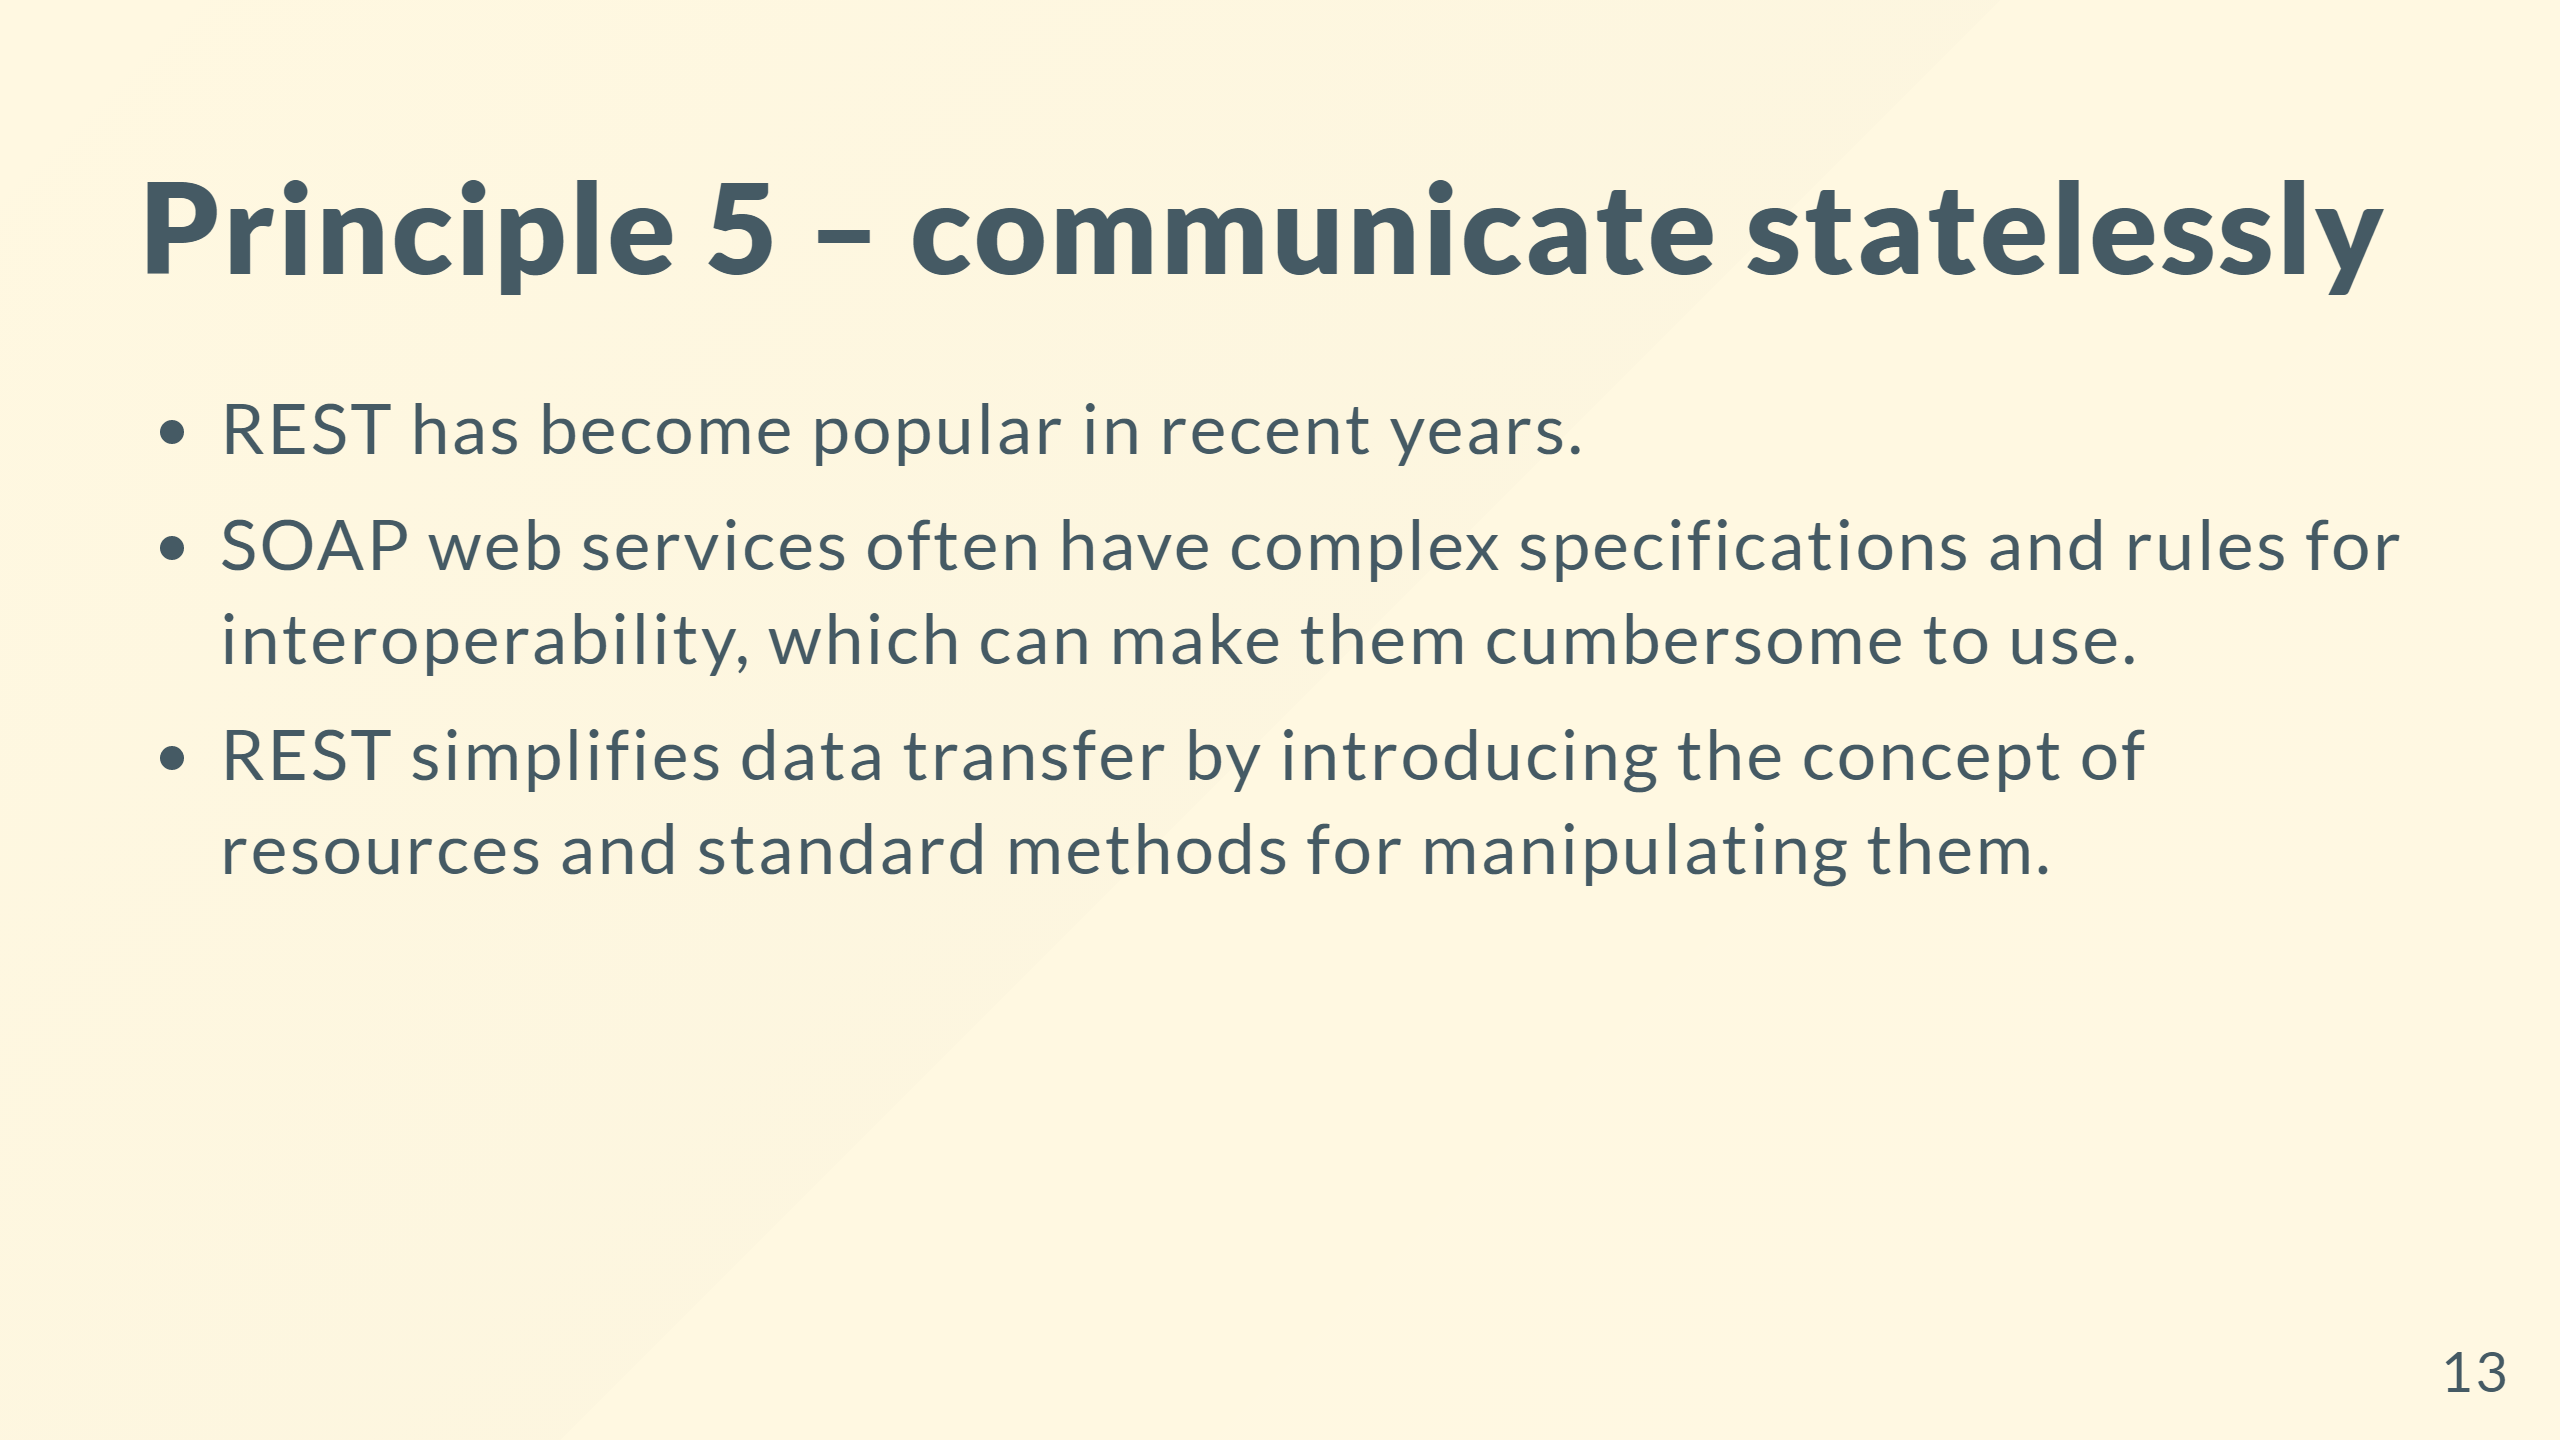 Principle 5 – communicate statelessly
• REST has become popular in recent years.
• SOAP web services often have complex specifications and rules for
interoperability, which can make them cumbersome to use.
• REST simplifies data transfer by introducing the concept of
resources and standard methods for manipulating them.
13